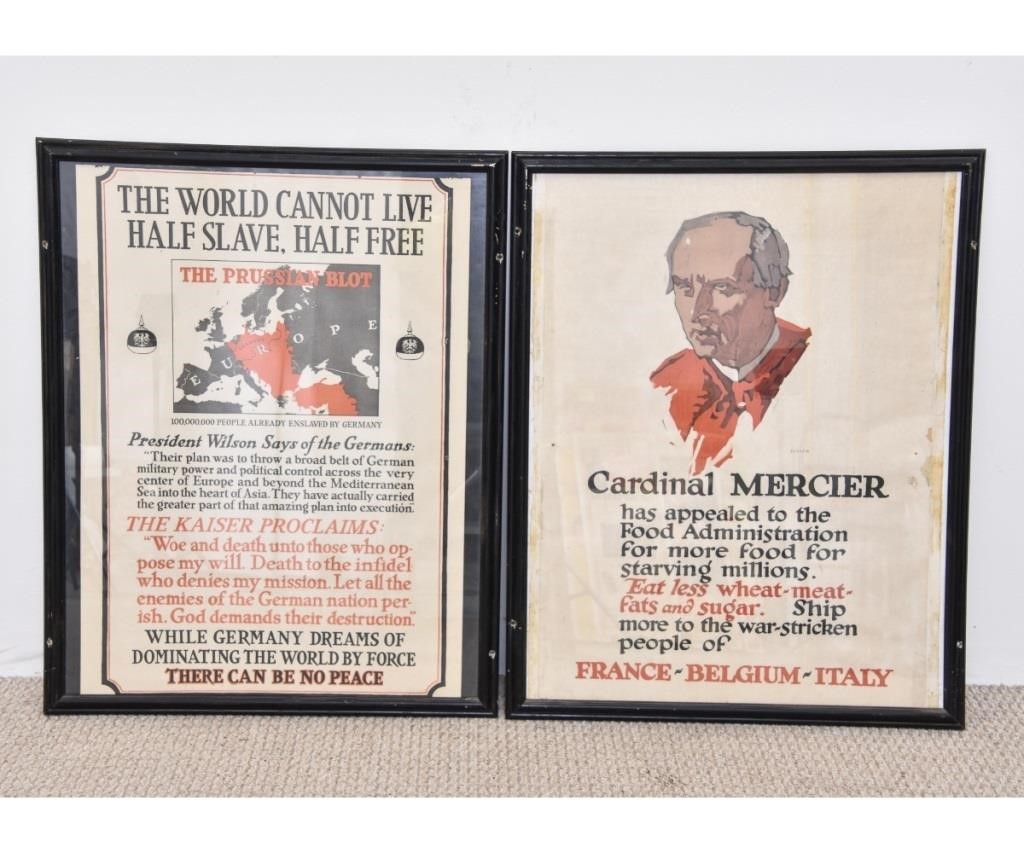 THE WORLD CANNOT LIVE
HALF SLAVE, HALF FREE
THE PRUSSIAN BLOT
EUROPE
100,000,000 PEOPLE ALREADY ENSLAVED BY GERMANY
President Wilson Says of the Germans:
"Their plan was to throw a broad belt of German
military power and political control across the very
center of Europe and beyond the Mediterranean
Sea into the heart of Asia. They have actually carried
the greater part of that amazing plan into execution."
THE KAISER PROCLAIMS:
"Woe and death unto those who op-
pose my will. Death to the infidel
who denies my mission. Let all the
enemies of the German nation per-
ish. God demands their destruction."
WHILE GERMANY DREAMS OF
DOMINATING THE WORLD BY FORCE
THERE CAN BE NO PEACE
Cardinal MERCIER
has appealed to the
Food Administration
for more food for
starving millions.
Eat less wheat-meat-
fats and sugar. Ship
more to the war-stricken
people of
FRANCE-BELGIUM-ITALY